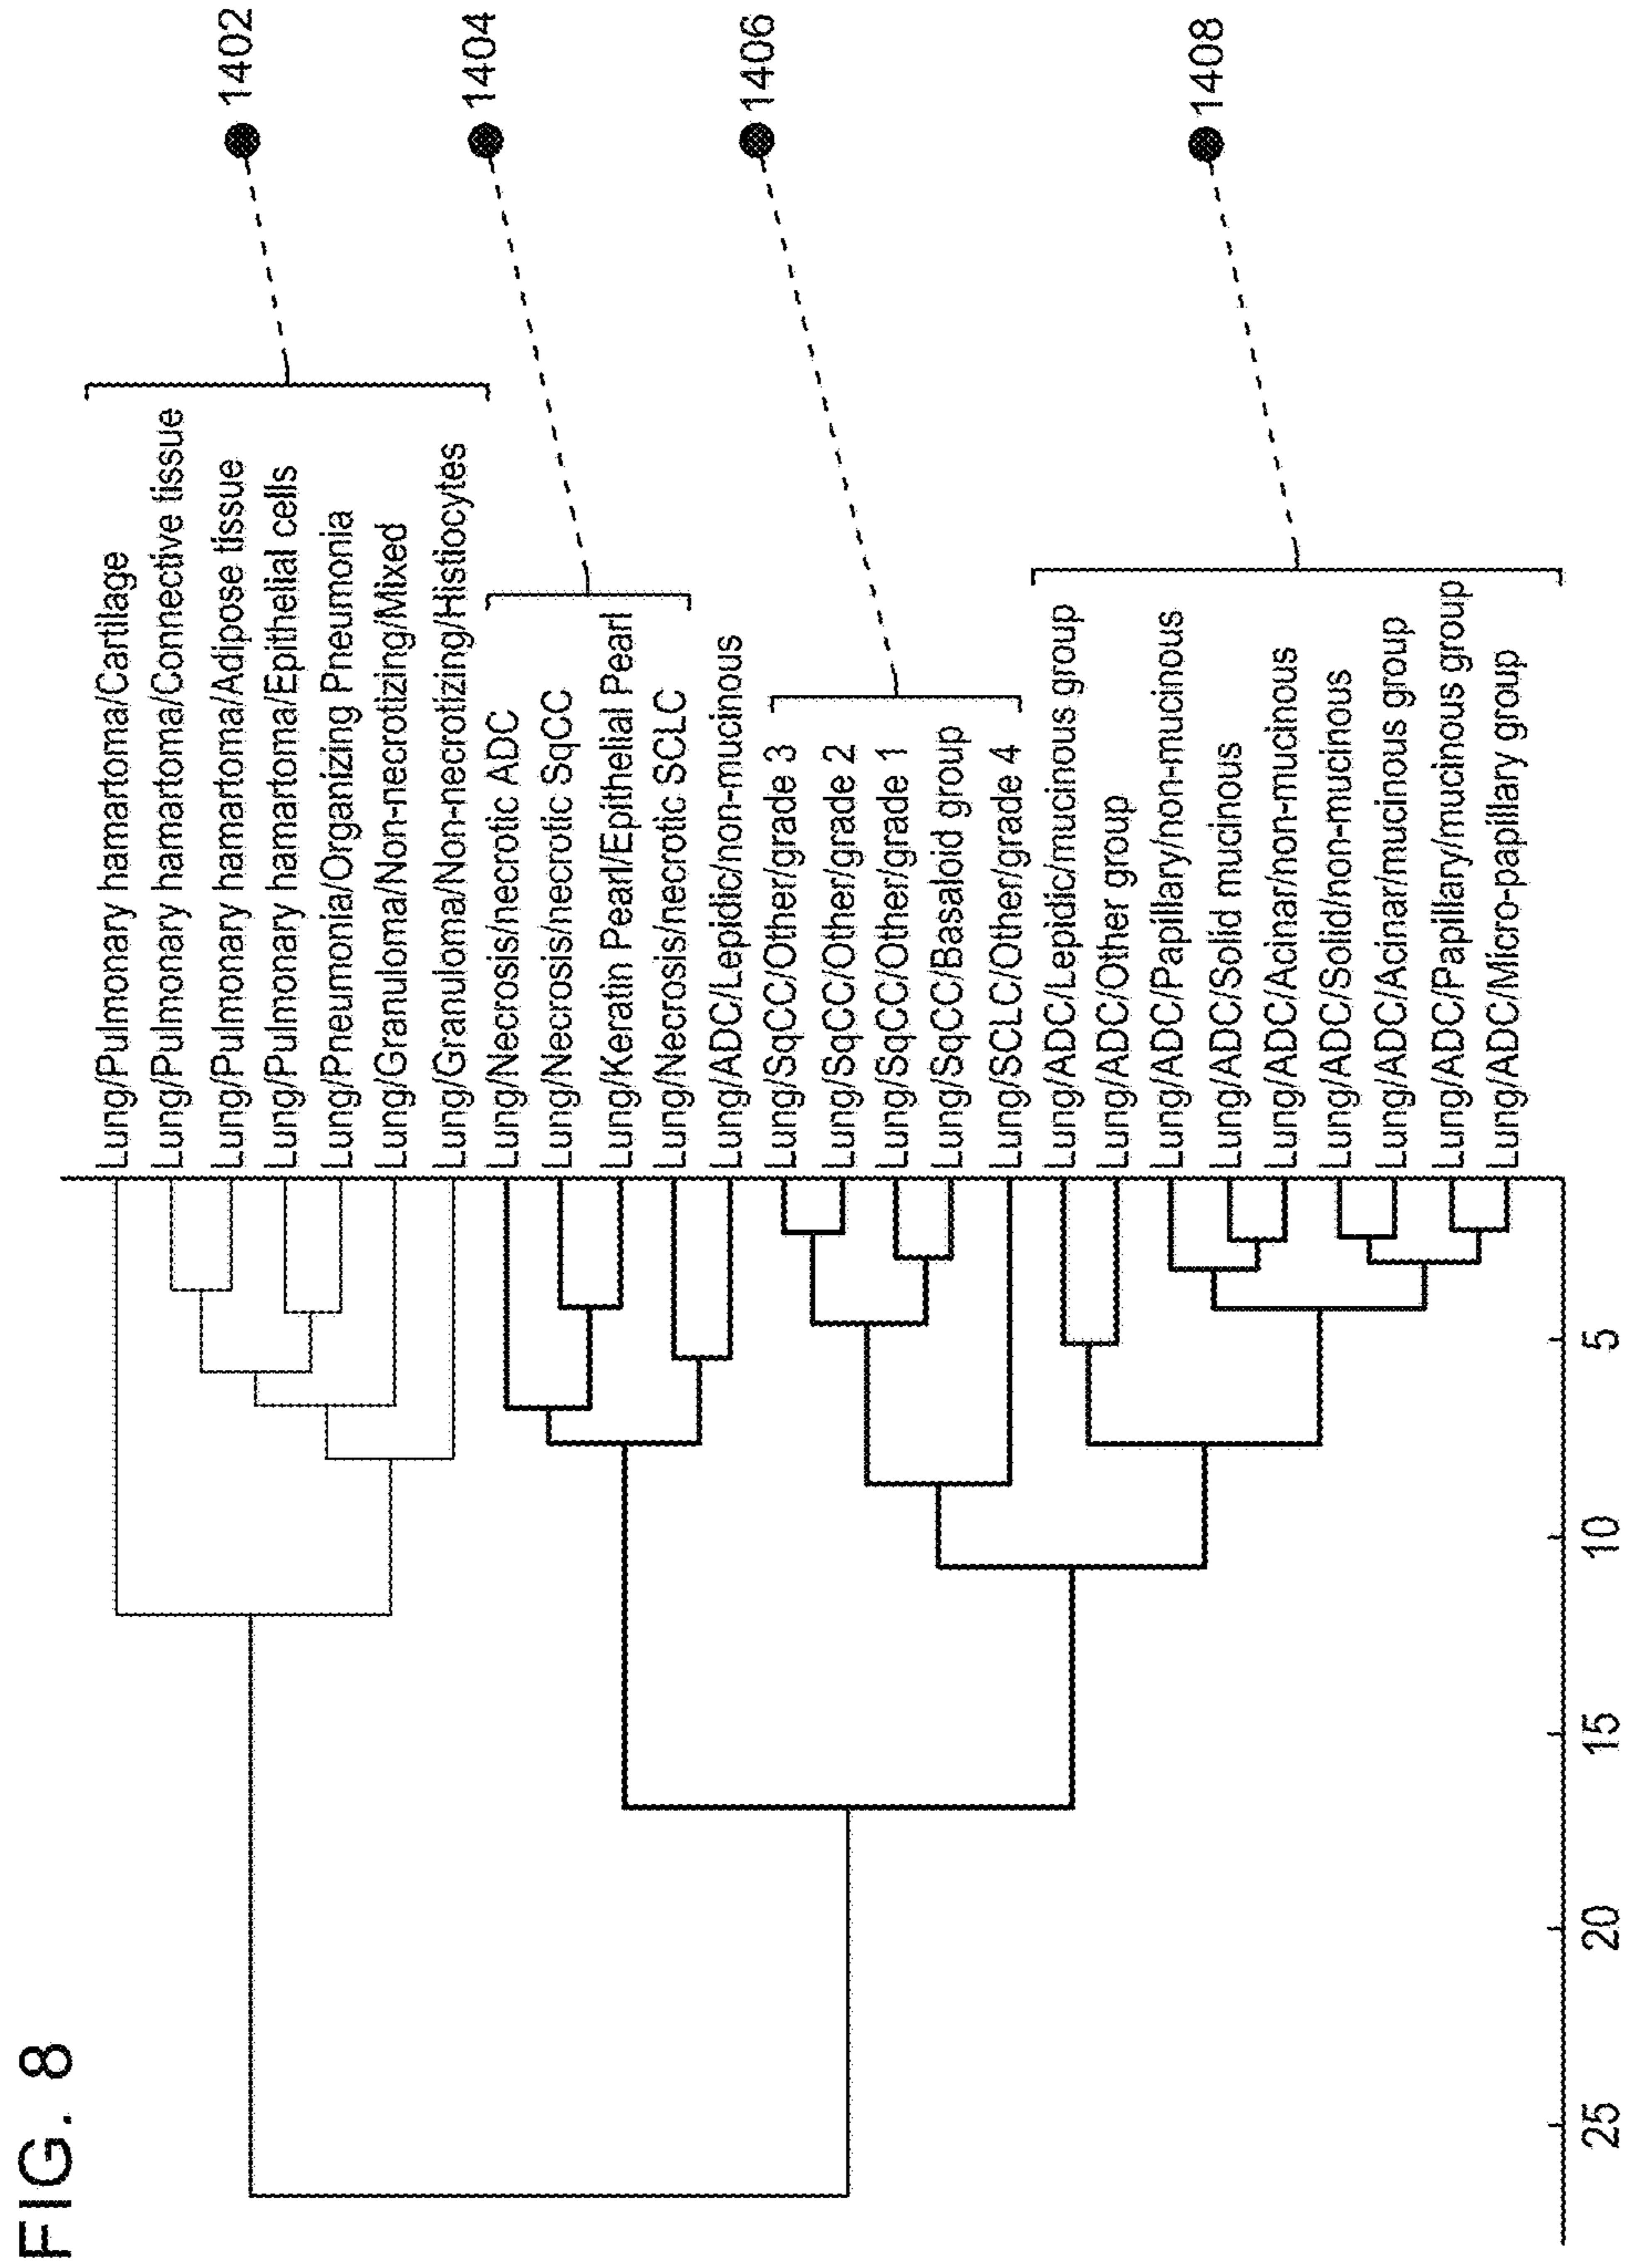 FIG. 8
Lung/Pulmonary hamartoma/Cartilage
Lung/Pulmonary hamartoma/Connective tissue
Lung/Pulmonary hamartoma/Adipose tissue
Lung/Pulmonary hamartoma/Epithelial cells
Lung/Pneumonia/Organizing Pneumonia
Lung/Granuloma/Non-necrotizing/Mixed
Lung/Granuloma/Non-necrotizing/Histiocytes
Lung/Necrosis/necrotic ADC
Lung/Necrosis/necrotic SqCC
Lung/Keratin Pearl/Epithelial Pearl
Lung/Necrosis/necrotic SCLC
Lung/ADC/Lepidic/non-mucinous
Lung/SqCC/Other/grade 3
Lung/SqCC/Other/grade 2
Lung/SqCC/Other/grade 1
Lung/SqCC/Basaloid group
Lung/SCLC/Other/grade 4
Lung/ADC/Lepidic/mucinous group
Lung/ADC/Other group
Lung/ADC/Papillary/non-mucinous
Lung/ADC/Solid mucinous
Lung/ADC/Acinar/non-mucinous
Lung/ADC/Solid/non-mucinous
Lung/ADC/Acinar/mucinous group
Lung/ADC/Papillary/mucinous group
Lung/ADC/Micro-papillary group
1402
1404
1406
1408
25
20
15
10
5